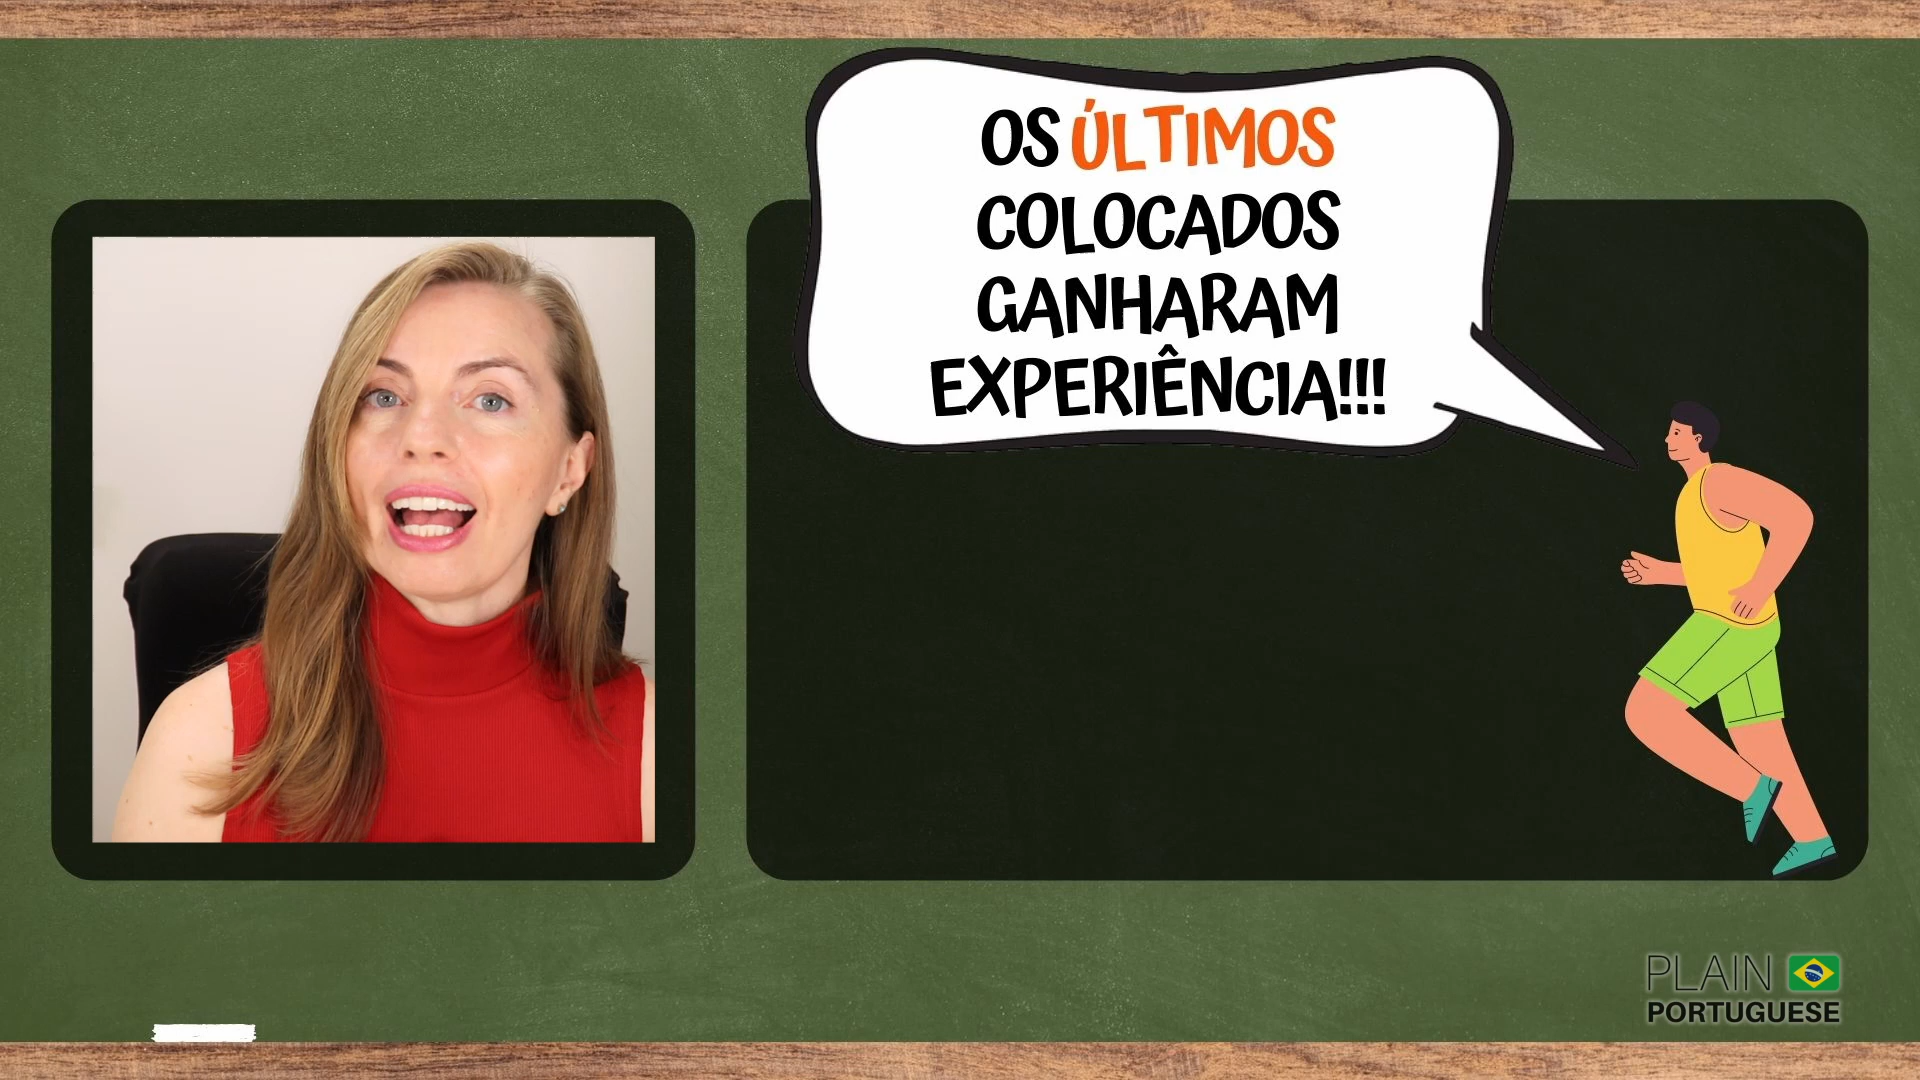 OS ÚLTIMOS
COLOCADOS
GANHARAM
EXPERIÊNCIA!!!
PLAIN
PORTUGUESE